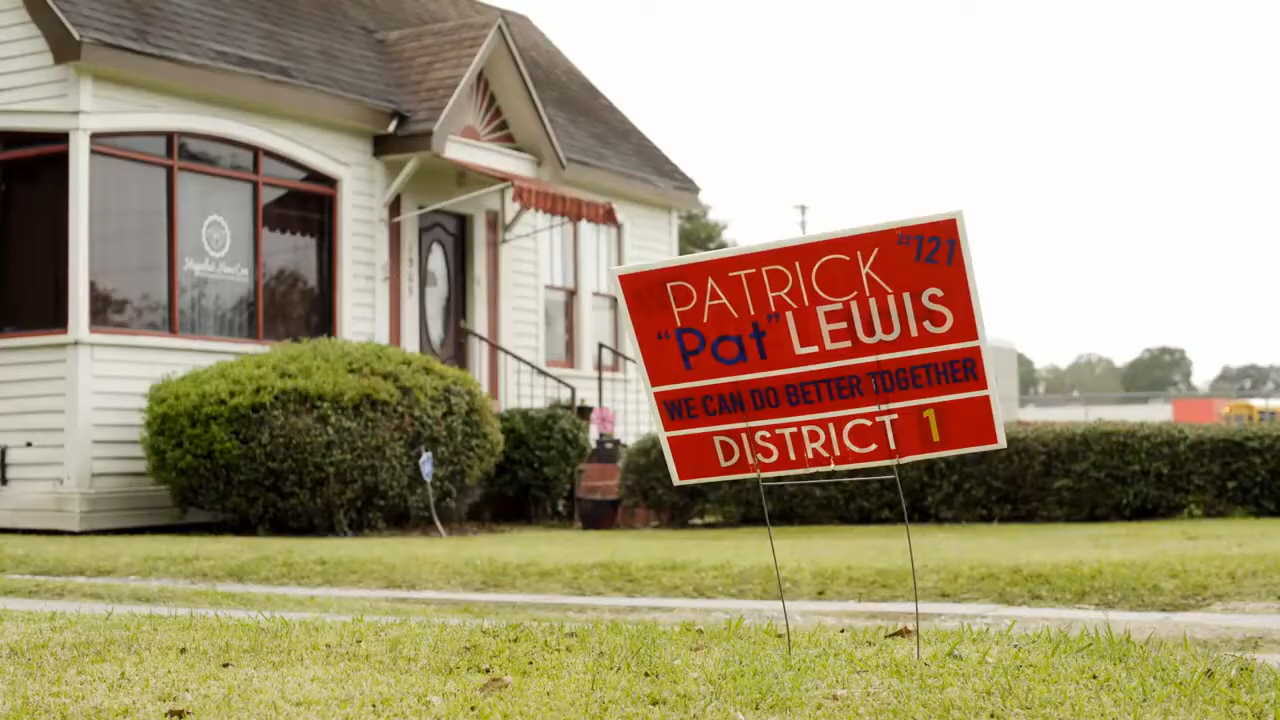 PATRICK "121
"Pat" LEWIS
WE CAN DO BETTER TOGETHER
DISTRICT 1